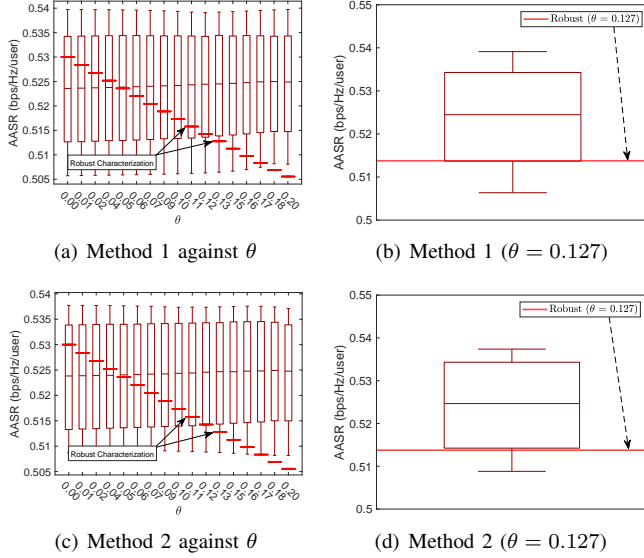 0.54
0.535
0.53
0.525
0.52
0.515
0.51
0.505
AASR (bps/Hz/user)
Robust Characterization
0.00 0.01 0.02 0.04 0.05 0.06 0.07 0.08 0.09 0.10 0.11 0.12 0.13 0.15 0.16 0.17 0.18 0.20
θ
(a) Method 1 against θ
0.55
0.54
0.53
0.52
0.51
0.5
AASR (bps/Hz/user)
Robust (θ = 0.127)
(b) Method 1 (θ = 0.127)
0.54
0.535
0.53
0.525
0.52
0.515
0.51
0.505
AASR (bps/Hz/user)
Robust Characterization
0.00 0.01 0.02 0.04 0.05 0.06 0.07 0.08 0.09 0.10 0.11 0.12 0.13 0.15 0.16 0.17 0.18 0.20
θ
(c) Method 2 against θ
0.55
0.54
0.53
0.52
0.51
0.5
AASR (bps/Hz/user)
Robust (θ = 0.127)
(d) Method 2 (θ = 0.127)